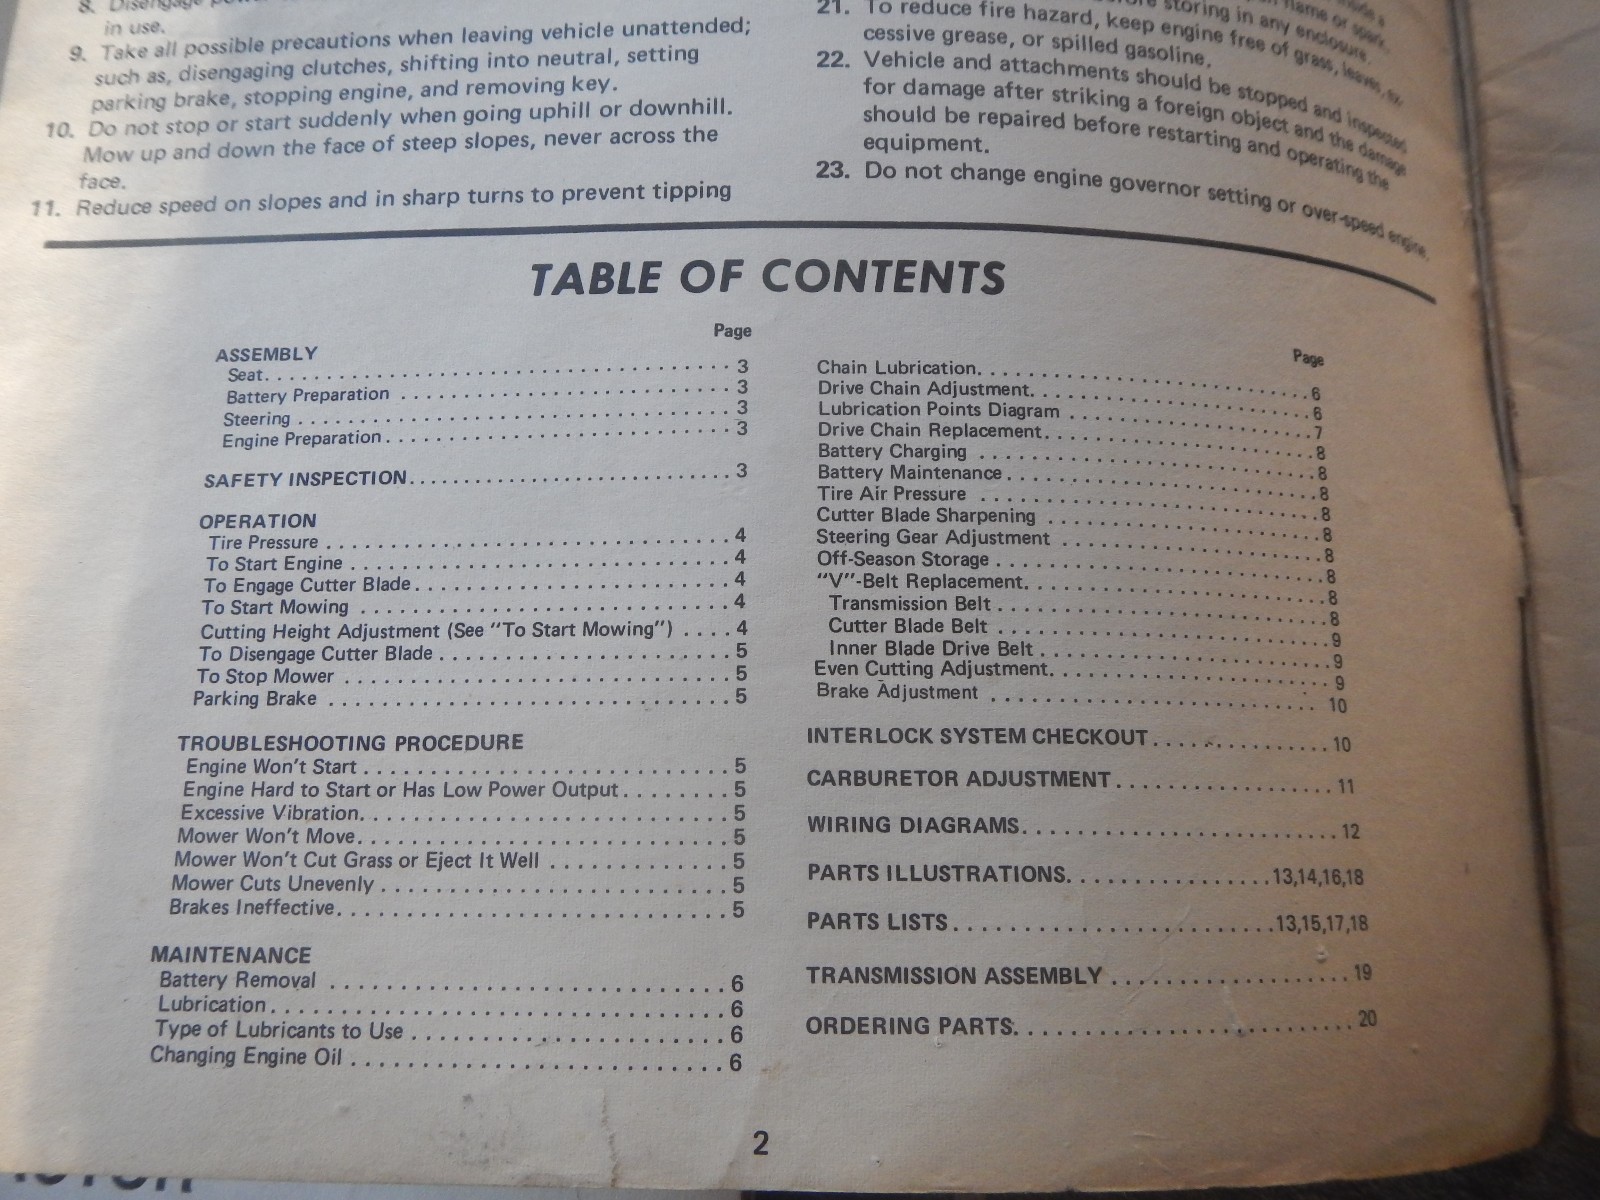 8. Disengage power
in use.
9. Take all possible precautions when leaving vehicle unattended;
such as, disengaging clutches, shifting into neutral, setting
parking brake, stopping engine, and removing key.
10. Do not stop or start suddenly when going uphill or downhill.
Mow up and down the face of steep slopes, never across the
face.
11. Reduce speed on slopes and in sharp turns to prevent tipping
inside a
flame or spark.
storing in any enclosure.
21. To reduce fire hazard, keep engine free of grass, leaves, ex-
cessive grease, or spilled gasoline.
22. Vehicle and attachments should be stopped and inspected
for damage after striking a foreign object and the damage
should be repaired before restarting and operating the
equipment.
23. Do not change engine governor setting or over-speed engine.
TABLE OF CONTENTS
Page
ASSEMBLY
Seat. . . . . . . . . . 3
Battery Preparation . . . . . . . . . . 3
Steering . . . . . . . . . . 3
Engine Preparation . . . . . . . . . . 3
SAFETY INSPECTION. . . . . . . . . . 3
OPERATION
Tire Pressure . . . . . . . . . . 4
To Start Engine . . . . . . . . . . 4
To Engage Cutter Blade . . . . . . . . . . 4
To Start Mowing . . . . . . . . . . 4
Cutting Height Adjustment (See "To Start Mowing") . . . . 4
To Disengage Cutter Blade . . . . . . . . . . 5
To Stop Mower . . . . . . . . . . 5
Parking Brake . . . . . . . . . . 5
TROUBLESHOOTING PROCEDURE
Engine Won't Start . . . . . . . . . . 5
Engine Hard to Start or Has Low Power Output . . . . . . . . 5
Excessive Vibration. . . . . . . . . . 5
Mower Won't Move. . . . . . . . . . 5
Mower Won't Cut Grass or Eject It Well . . . . . . . . . . 5
Mower Cuts Unevenly . . . . . . . . . . 5
Brakes Ineffective. . . . . . . . . . 5
MAINTENANCE
Battery Removal . . . . . . . . . . 6
Lubrication . . . . . . . . . . 6
Type of Lubricants to Use . . . . . . . . . . 6
Changing Engine Oil . . . . . . . . . . 6
Page
Chain Lubrication. . . . . . . . . . 6
Drive Chain Adjustment. . . . . . . . . . 6
Lubrication Points Diagram . . . . . . . . . . 7
Drive Chain Replacement. . . . . . . . . . 8
Battery Charging . . . . . . . . . . 8
Battery Maintenance . . . . . . . . . . 8
Tire Air Pressure . . . . . . . . . . 8
Cutter Blade Sharpening . . . . . . . . . . 8
Steering Gear Adjustment . . . . . . . . . . 8
Off-Season Storage . . . . . . . . . . 8
"V"-Belt Replacement. . . . . . . . . . 8
Transmission Belt . . . . . . . . . . 8
Cutter Blade Belt . . . . . . . . . . 9
Inner Blade Drive Belt . . . . . . . . . . 9
Even Cutting Adjustment. . . . . . . . . . 9
Brake Adjustment . . . . . . . . . . 10
INTERLOCK SYSTEM CHECKOUT . . . . . . . . . . 10
CARBURETOR ADJUSTMENT . . . . . . . . . . 11
WIRING DIAGRAMS. . . . . . . . . . 12
PARTS ILLUSTRATIONS. . . . . . . . . . 13,14,16,18
PARTS LISTS . . . . . . . . . . 13,15,17,18
TRANSMISSION ASSEMBLY . . . . . . . . . . 19
ORDERING PARTS. . . . . . . . . . 20
2